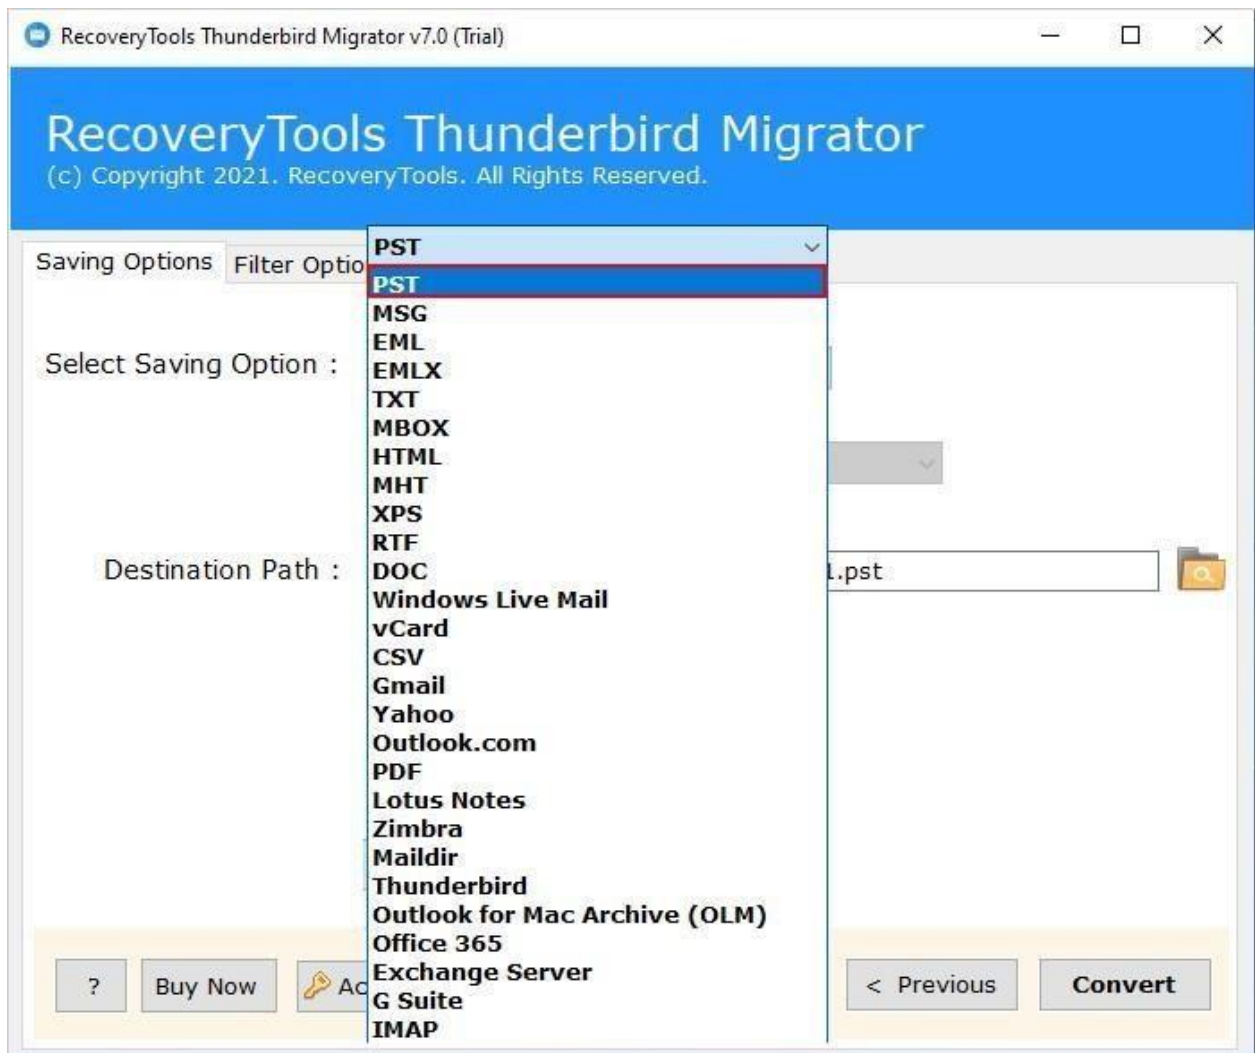 RecoveryTools Thunderbird Migrator v7.0 (Trial)
RecoveryTools Thunderbird Migrator
(c) Copyright 2021. RecoveryTools. All Rights Reserved.
Saving Options Filter Optio
PST
PST
MSG
EML
Select Saving Option :
EMLX
TXT
MBOX
HTML
MHT
XPS
RTF
Destination Path :
DOC
1.pst
Windows Live Mail
vCard
CSV
Gmail
Yahoo
Outlook.com
PDF
Lotus Notes
Zimbra
Maildir
Thunderbird
Outlook for Mac Archive (OLM)
Office 365
Exchange Server
G Suite
IMAP
? Buy Now Ac < Previous Convert